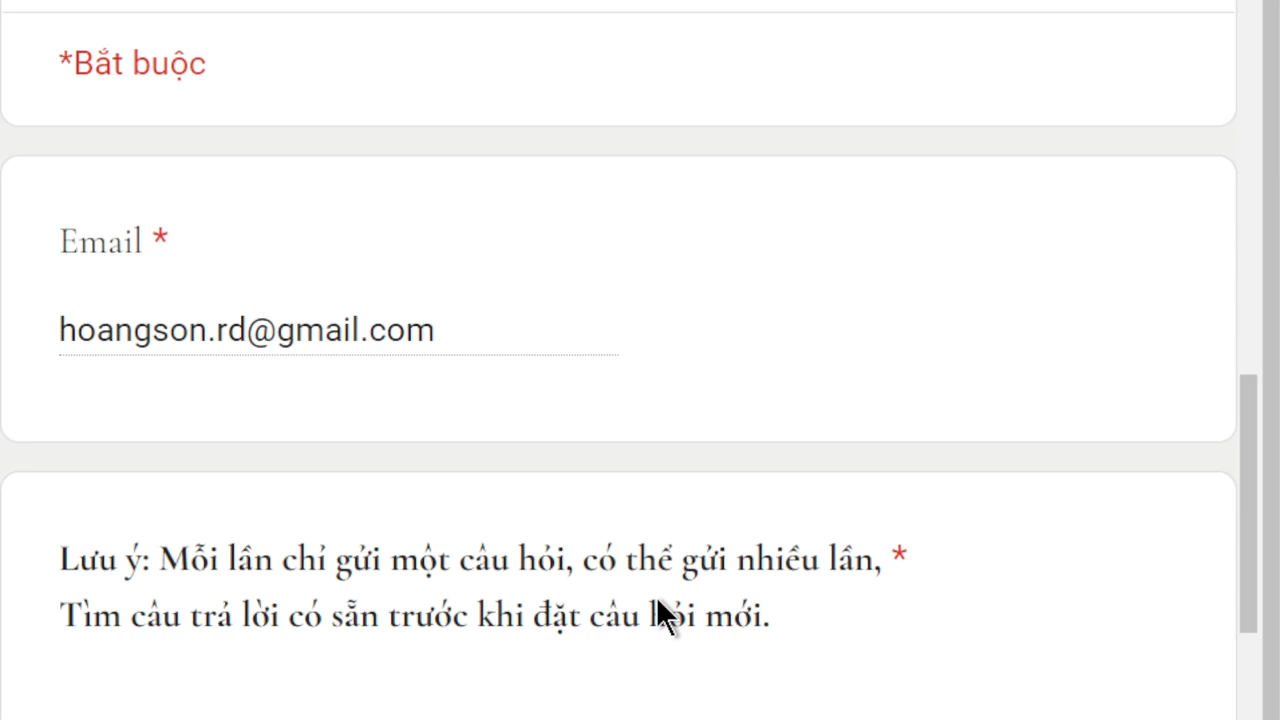 *Bắt buộc
Email *
hoangson.rd@gmail.com
Lưu ý: Mỗi lần chỉ gửi một câu hỏi, có thể gửi nhiều lần, *
Tìm câu trả lời có sẵn trước khi đặt câu hỏi mới.